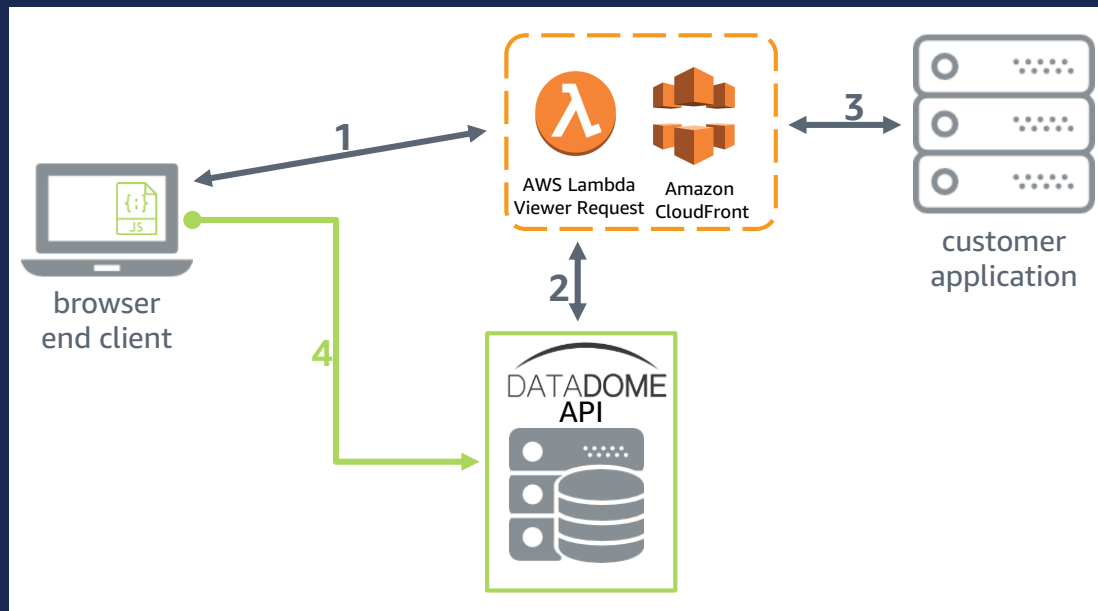 1
3
{;}
JS
AWS Lambda
Viewer Request
Amazon
CloudFront
browser
end client
customer
application
2
4
DATADOME
API